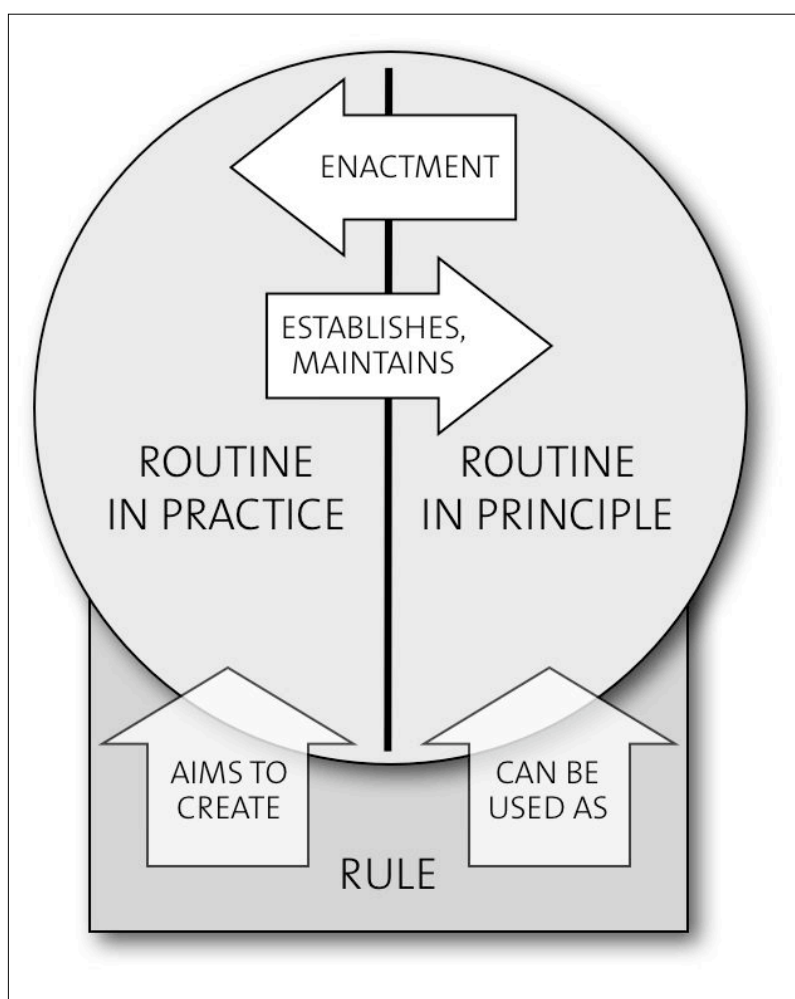 ENACTMENT
ESTABLISHES,
MAINTAINS
ROUTINE
IN PRACTICE
ROUTINE
IN PRINCIPLE
AIMS TO
CREATE
CAN BE
USED AS
RULE